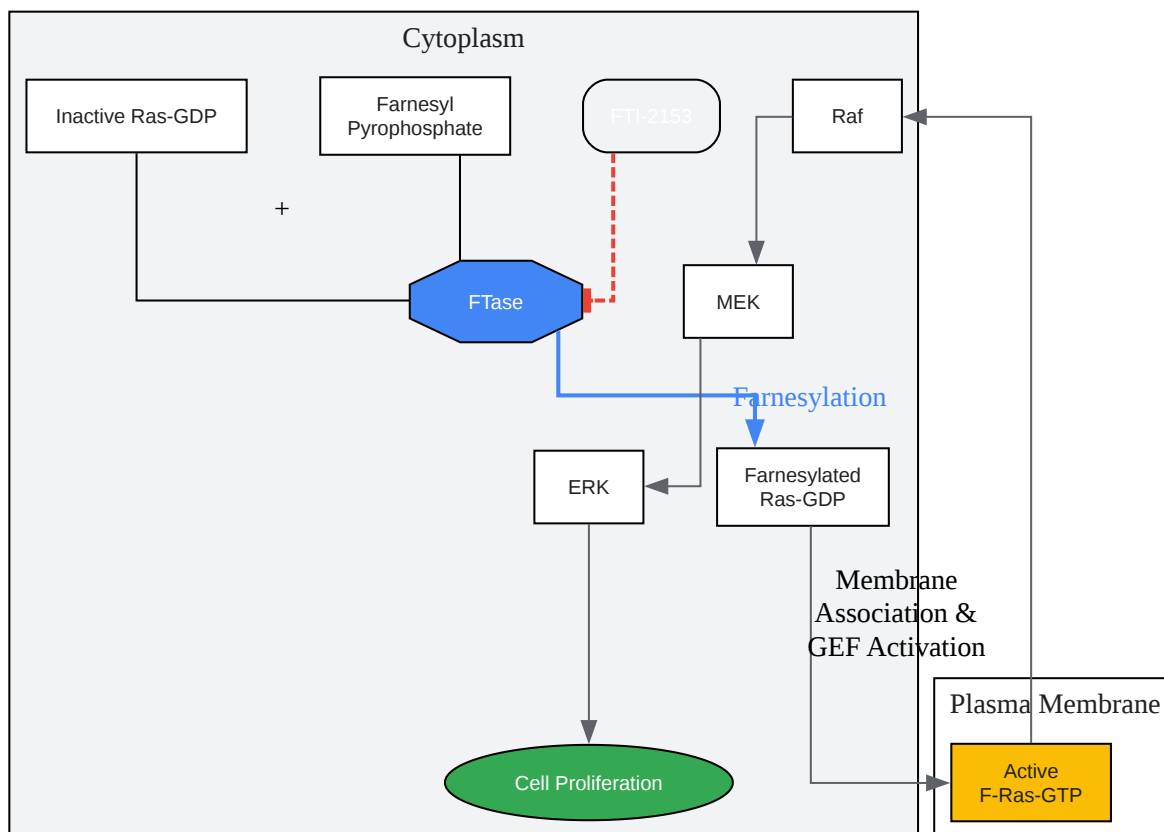 Cytoplasm
Inactive Ras-GDP
Farnesyl
Pyrophosphate
FTI-2153
Raf
+
FTase
MEK
Farnesylation
ERK
Farnesylated
Ras-GDP
Membrane
Association &
GEF Activation
Plasma Membrane
Cell Proliferation
Active
F-Ras-GTP